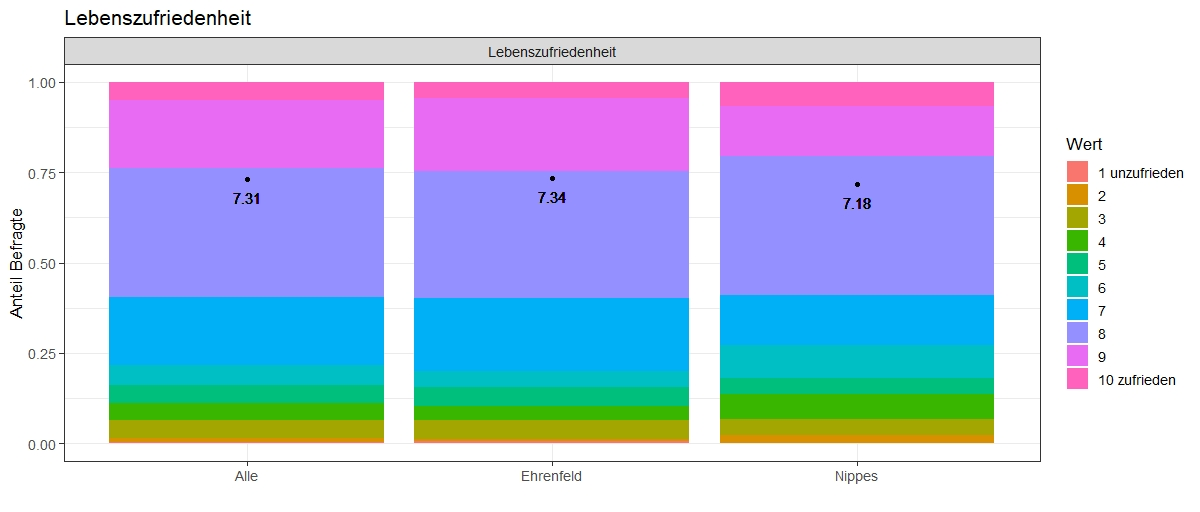 Lebenszufriedenheit
Lebenszufriedenheit
Anteil Befragte
1.00
0.75
0.50
0.25
0.00
7.31
7.34
7.18
Alle
Ehrenfeld
Nippes
Wert
1 unzufrieden
2
3
4
5
6
7
8
9
10 zufrieden